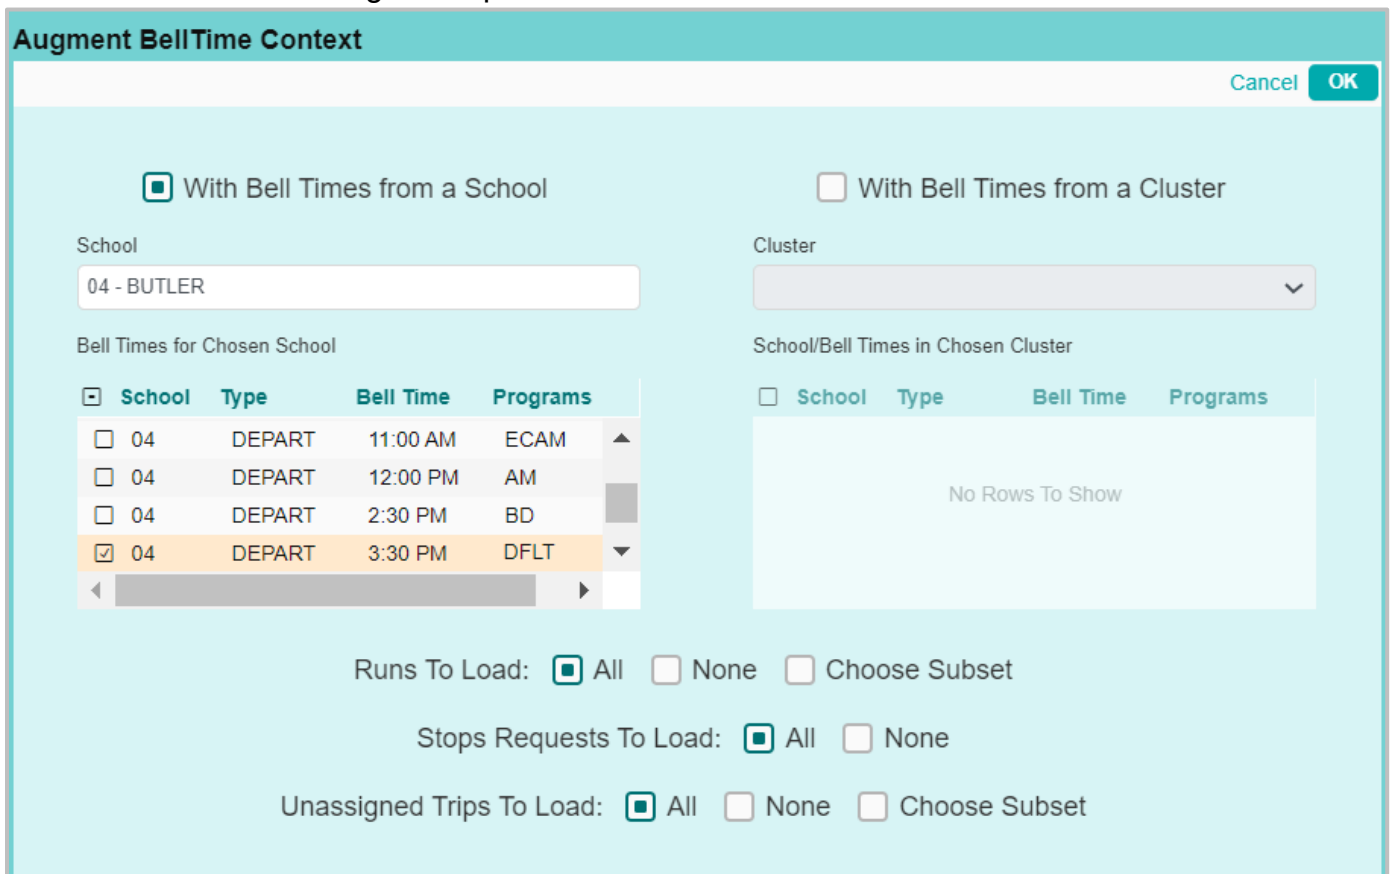 Augment BellTime Context
Cancel OK
With Bell Times from a School
With Bell Times from a Cluster
School
Cluster
04 - BUTLER
Bell Times for Chosen School
School/Bell Times in Chosen Cluster
School Type Bell Time Programs
School Type Bell Time Programs
04 DEPART 11:00 AM ECAM
04 DEPART 12:00 PM AM
04 DEPART 2:30 PM BD
04 DEPART 3:30 PM DFLT
No Rows To Show
Runs To Load: All None Choose Subset
Stops Requests To Load: All None
Unassigned Trips To Load: All None Choose Subset